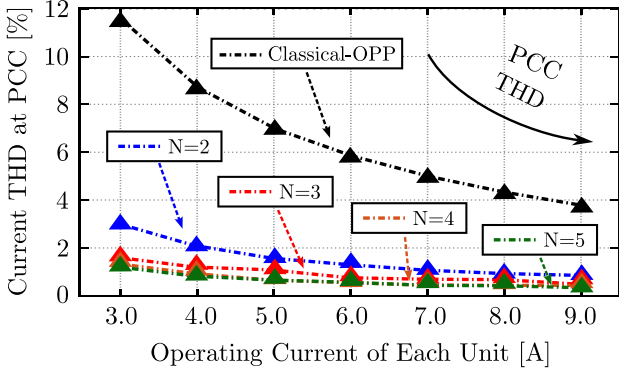 Current THD at PCC [%]
12
10
8
6
4
2
0
Classical-OPP
PCC
THD
N=2
N=3
N=4
N=5
3.0 4.0 5.0 6.0 7.0 8.0 9.0
Operating Current of Each Unit [A]